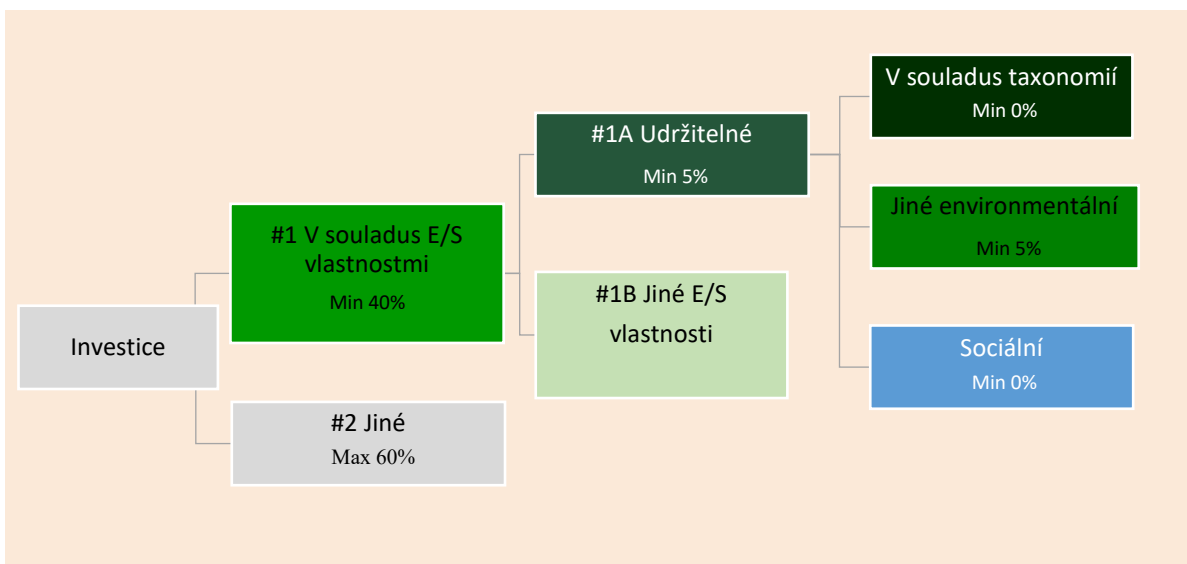 Investice
#1 V souladus E/S
vlastnostmi
Min 40%
#2 Jiné
Max 60%
#1A Udržitelné
Min 5%
#1B Jiné E/S
vlastnosti
V souladus taxonomií
Min 0%
Jiné environmentální
Min 5%
Sociální
Min 0%